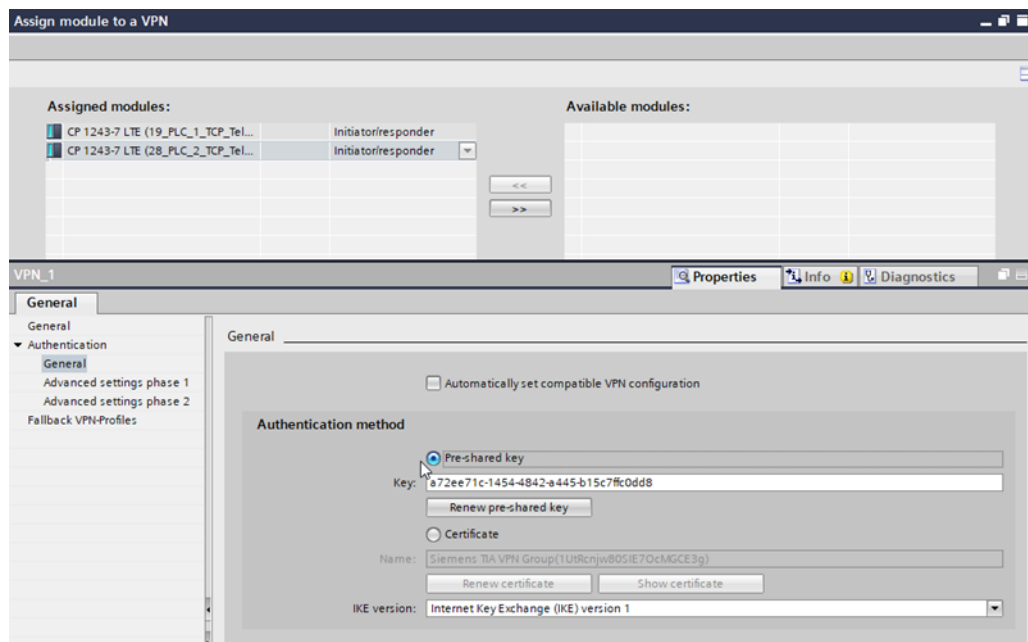 Assign module to a VPN
Assigned modules:
Available modules:
CP 1243-7 LTE (19_PLC_1_TCP_Tel... Initiator/responder
CP 1243-7 LTE (28_PLC_2_TCP_Tel... Initiator/responder
<<
>>
VPN_1
Properties
Info
Diagnostics
General
General
Authentication
General
Advanced settings phase 1
Advanced settings phase 2
Fallback VPN-Profiles
General
Automatically set compatible VPN configuration
Authentication method
Pre-shared key
Key: a72ee71c-1454-4842-a445-b15c7ffc0dd8
Renew pre-shared key
Certificate
Name: Siemens TIA VPN Group(1UtRcnjwB0SIE7OcMGCE3g)
Renew certificate Show certificate
IKE version: Internet Key Exchange (IKE) version 1